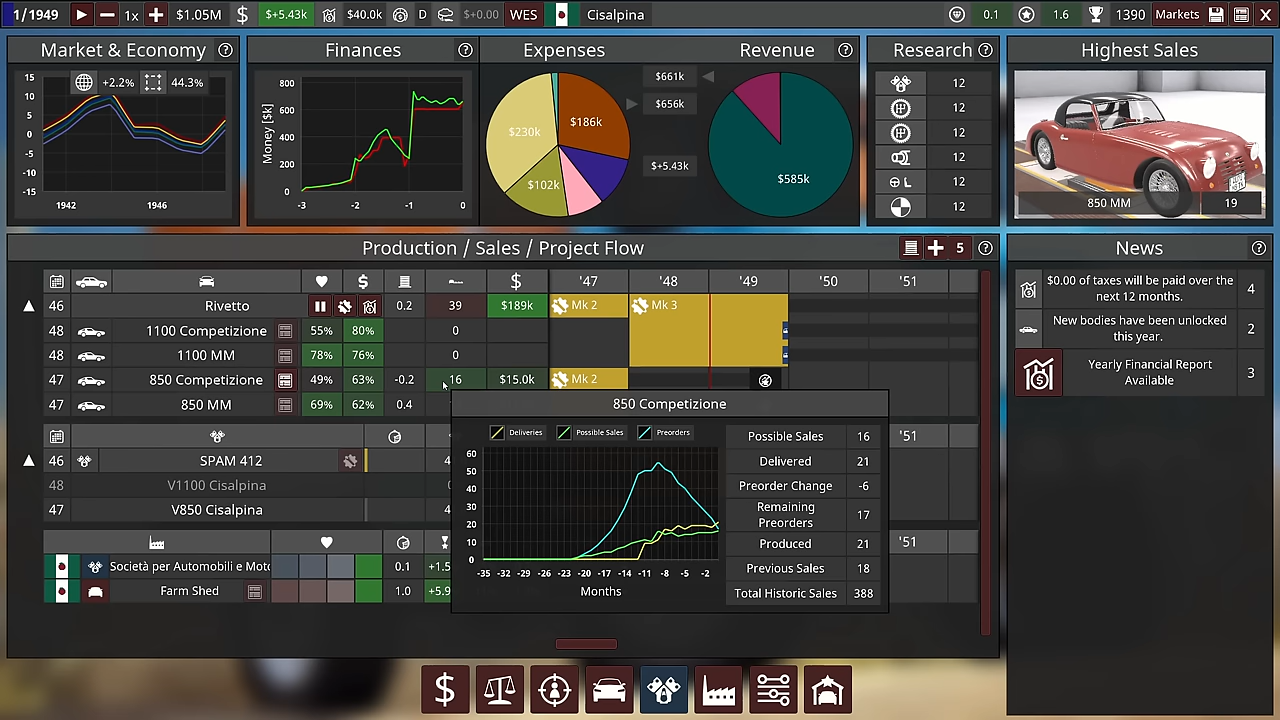 1/1949 1x $1.05M $ $+5.43k $40.0k D $+0.00 WES Cisalpina 0.1 1.6 1390 Markets X
Market & Economy ?
+2.2% 44.3%
15
10
5
0
-5
-10
-15
1942 1946
Finances ?
Money [$k]
800
600
400
200
0
-3 -2 -1 0
Expenses Revenue ?
$230k $186k $102k
$661k
$656k
$+5.43k
$585k
Research ?
12
12
12
12
L 12
12
Highest Sales
850 MM 19
Production / Sales / Project Flow 5 ?
$ $ '47 '48 '49 '50 '51
46 Rivetto 0.2 39 $189k Mk 2 Mk 3
48 1100 Competizione 55% 80% 0
48 1100 MM 78% 76% 0
47 850 Competizione 49% 63% -0.2 16 $15.0k Mk 2
47 850 MM 69% 62% 0.4
'51
46 SPAM 412 4
48 V1100 Cisalpina
47 V850 Cisalpina 4
'51
Società per Automobili e Moto 0.1 +1.5
Farm Shed 1.0 +5.9
850 Competizione
Deliveries Possible Sales Preorders
60
50
40
30
20
10
0
-35 -32 -29 -26 -23 -20 -17 -14 -11 -8 -5 -2
Months
Possible Sales 16
Delivered 21
Preorder Change -6
Remaining Preorders 17
Produced 21
Previous Sales 18
Total Historic Sales 388
News ?
$0.00 of taxes will be paid over the
next 12 months. 4
New bodies have been unlocked
this year. 2
Yearly Financial Report
Available 3
$